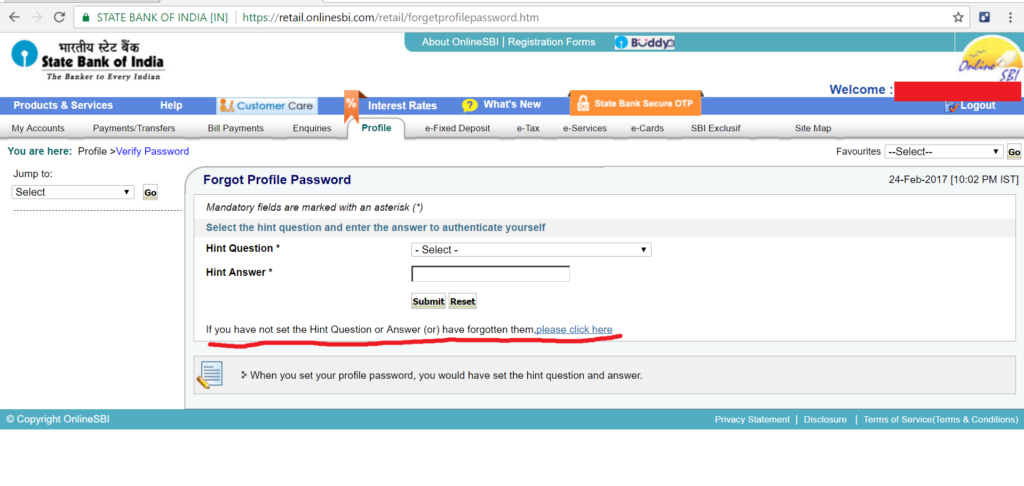 STATE BANK OF INDIA [IN] | https://retail.onlinesbi.com/retail/forgetprofilepassword.htm
About OnlineSBI | Registration Forms
Buddy
भारतीय स्टेट बैंक
State Bank of India
The Banker to Every Indian
Online SBI
Welcome :
Products & Services Help Customer Care % Interest Rates ? What's New State Bank Secure OTP Logout
My Accounts Payments/Transfers Bill Payments Enquiries Profile e-Fixed Deposit e-Tax e-Services e-Cards SBI Exclusif Site Map
You are here: Profile >Verify Password Favourites --Select-- Go
Jump to:
Select Go
Forgot Profile Password 24-Feb-2017 [10:02 PM IST]
Mandatory fields are marked with an asterisk (*)
Select the hint question and enter the answer to authenticate yourself
Hint Question * - Select -
Hint Answer *
Submit Reset
If you have not set the Hint Question or Answer (or) have forgotten them,please click here
When you set your profile password, you would have set the hint question and answer.
© Copyright OnlineSBI Privacy Statement | Disclosure | Terms of Service(Terms & Conditions)